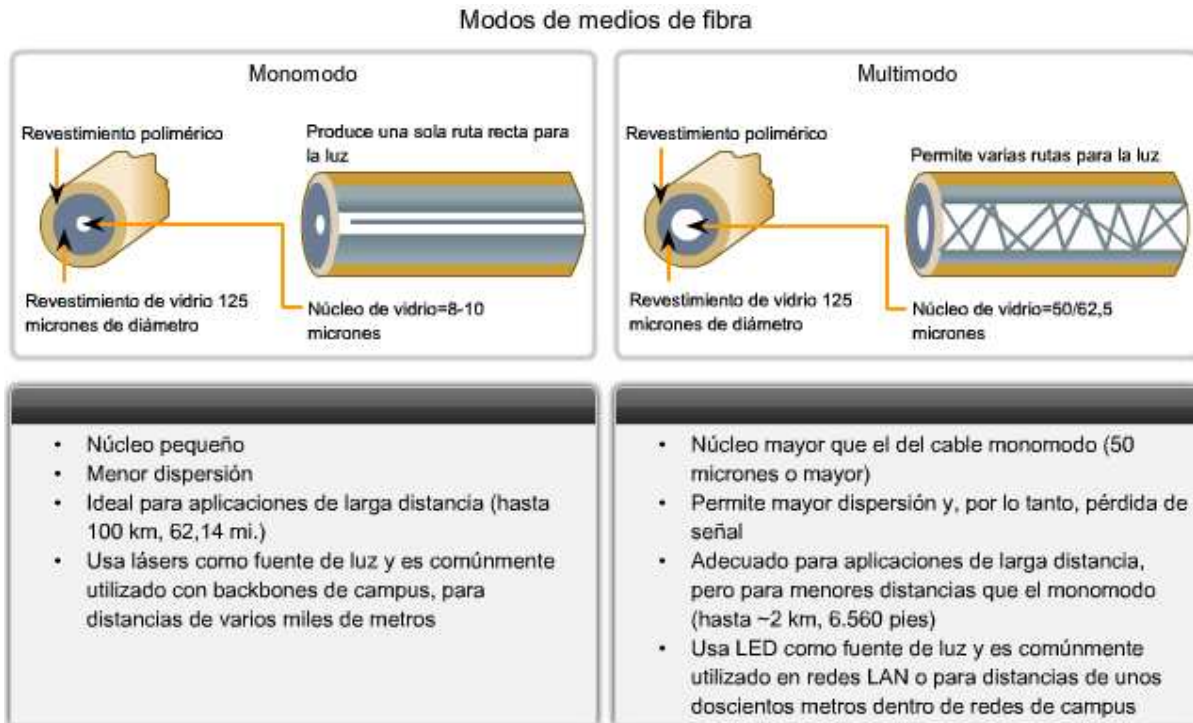 Modos de medios de fibra
Monomodo
Revestimiento polimérico
Produce una sola ruta recta para
la luz
Revestimiento de vidrio 125
micrones de diámetro
Núcleo de vidrio=8-10
micrones
Multimodo
Revestimiento polimérico
Permite varias rutas para la luz
Revestimiento de vidrio 125
micrones de diámetro
Núcleo de vidrio=50/62,5
micrones
• Núcleo pequeño
• Menor dispersión
• Ideal para aplicaciones de larga distancia (hasta
100 km, 62,14 mi.)
• Usa lásers como fuente de luz y es comúnmente
utilizado con backbones de campus, para
distancias de varios miles de metros
• Núcleo mayor que el del cable monomodo (50
micrones o mayor)
• Permite mayor dispersión y, por lo tanto, pérdida de
señal
• Adecuado para aplicaciones de larga distancia,
pero para menores distancias que el monomodo
(hasta ~2 km, 6.560 pies)
• Usa LED como fuente de luz y es comúnmente
utilizado en redes LAN o para distancias de unos
doscientos metros dentro de redes de campus